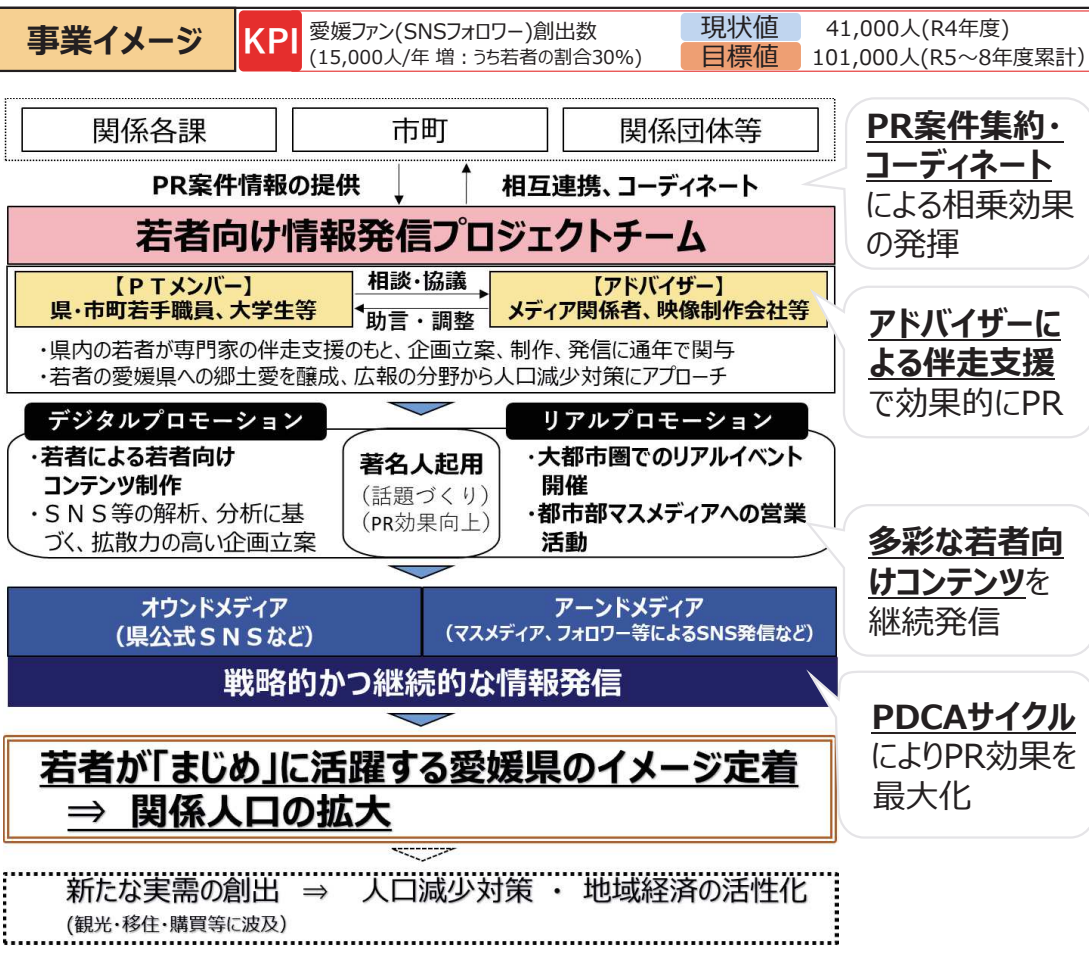 事業イメージ
KPI
愛媛ファン(SNSフォロワー)創出数
(15,000人/年 増：うち若者の割合30%)
現状値
41,000人(R4年度)
目標値
101,000人(R5～8年度累計)
関係各課
市町
関係団体等
PR案件情報の提供
相互連携、コーディネート
若者向け情報発信プロジェクトチーム
【ＰＴメンバー】
県・市町若手職員、大学生等
相談・協議
助言・調整
【アドバイザー】
メディア関係者、映像制作会社等
・県内の若者が専門家の伴走支援のもと、企画立案、制作、発信に通年で関与
・若者の愛媛県への郷土愛を醸成、広報の分野から人口減少対策にアプローチ
デジタルプロモーション
・若者による若者向け
コンテンツ制作
・ＳＮＳ等の解析、分析に基
づく、拡散力の高い企画立案
著名人起用
（話題づくり）
（PR効果向上）
リアルプロモーション
・大都市圏でのリアルイベント
開催
・都市部マスメディアへの営業
活動
オウンドメディア
（県公式ＳＮＳなど）
アーンドメディア
（マスメディア、フォロワー等によるSNS発信など）
戦略的かつ継続的な情報発信
若者が「まじめ」に活躍する愛媛県のイメージ定着
⇒ 関係人口の拡大
新たな実需の創出 ⇒ 人口減少対策 ・ 地域経済の活性化
(観光・移住・購買等に波及)
PR案件集約・
コーディネート
による相乗効果
の発揮
アドバイザーに
よる伴走支援
で効果的にPR
多彩な若者向
けコンテンツを
継続発信
PDCAサイクル
によりPR効果を
最大化